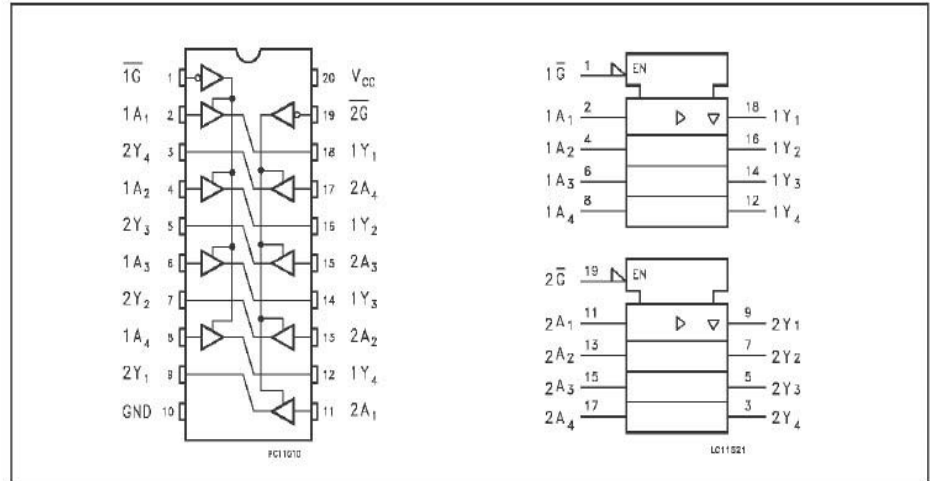 1̅G̅ 1 20 V_CC
1A₁ 2 19 2̅G̅
2Y₄ 3 18 1Y₁
1A₂ 4 17 2A₄
2Y₃ 5 16 1Y₂
1A₃ 6 15 2A₃
2Y₂ 7 14 1Y₃
1A₄ 8 13 2A₂
2Y₁ 9 12 1Y₄
GND 10 11 2A₁
PC11010
1G̅ 1 EN
1A₁ 2 18 1Y₁
1A₂ 4 16 1Y₂
1A₃ 6 14 1Y₃
1A₄ 8 12 1Y₄
2G̅ 19 EN
2A₁ 11 9 2Y₁
2A₂ 13 7 2Y₂
2A₃ 15 5 2Y₃
2A₄ 17 3 2Y₄
LC11521